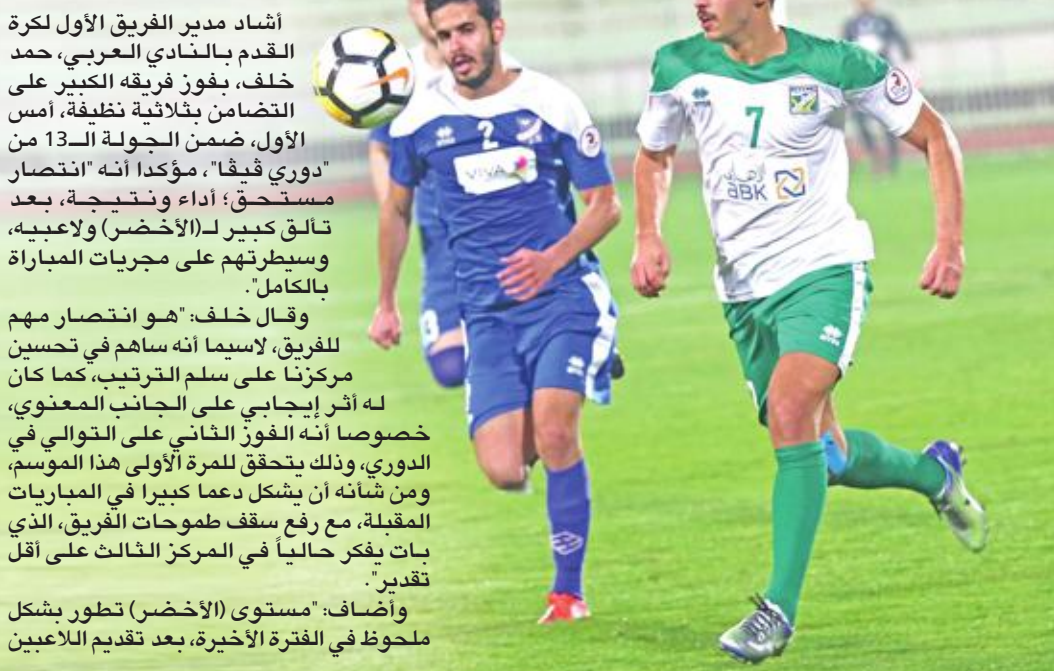 أشاد مدير الفريق الأول لكرة
القدم بالنادي العربي، حمد
خلف، بفوز فريقه الكبير على
التضامن بثلاثية نظيفة، أمس
الأول، ضمن الجولة الـ13 من
"دوري ڤيڤا"، مؤكدا أنه "انتصار
مستحق؛ أداء ونتيجة، بعد
تألق كبير لـ(الأخضر) ولاعبيه،
وسيطرتهم على مجريات المباراة
بالكامل".
وقال خلف: "هو انتصار مهم
للفريق، لاسيما أنه ساهم في تحسين
مركزنا على سلم الترتيب، كما كان
له أثر إيجابي على الجانب المعنوي،
خصوصا أنه الفوز الثاني على التوالي في
الدوري، وذلك يتحقق للمرة الأولى هذا الموسم،
ومن شأنه أن يشكل دعما كبيرا في المباريات
المقبلة، مع رفع سقف طموحات الفريق، الذي
بات يفكر حالياً في المركز الثالث على أقل
تقدير".
وأضاف: "مستوى (الأخضر) تطور بشكل
ملحوظ في الفترة الأخيرة، بعد تقديم اللاعبين
2
VIVA
7
ABK